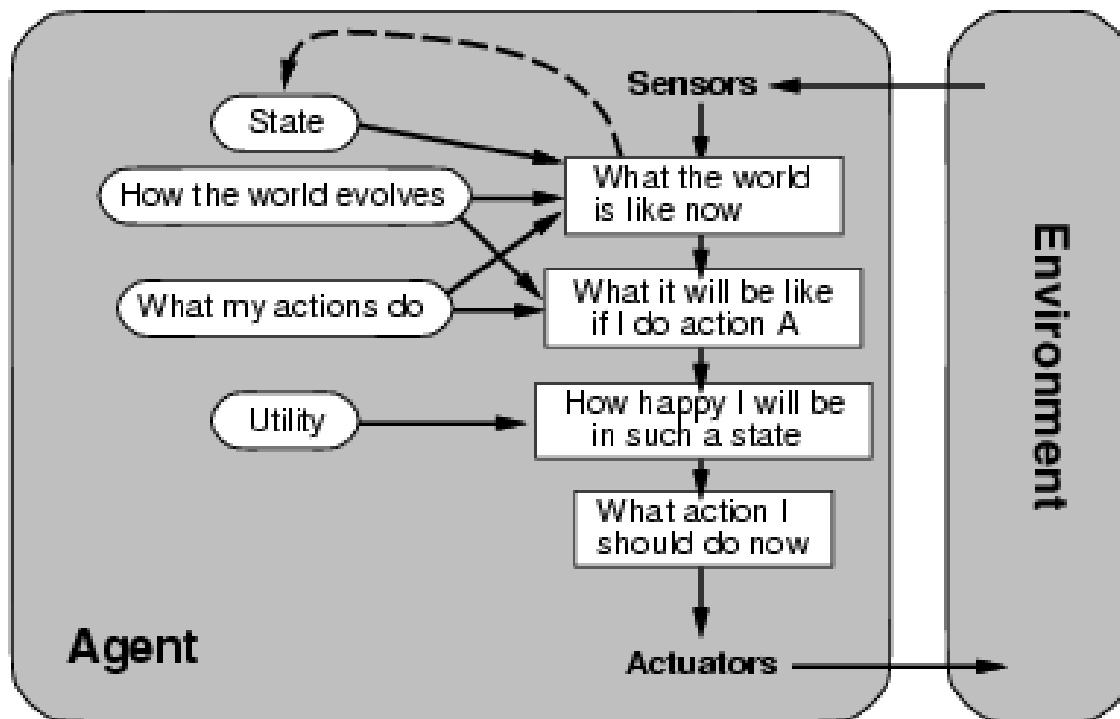 Sensors
State
What the world
is like now
How the world evolves
What my actions do
What it will be like
if I do action A
Utility
How happy I will be
in such a state
What action I
should do now
Agent
Actuators
Environment